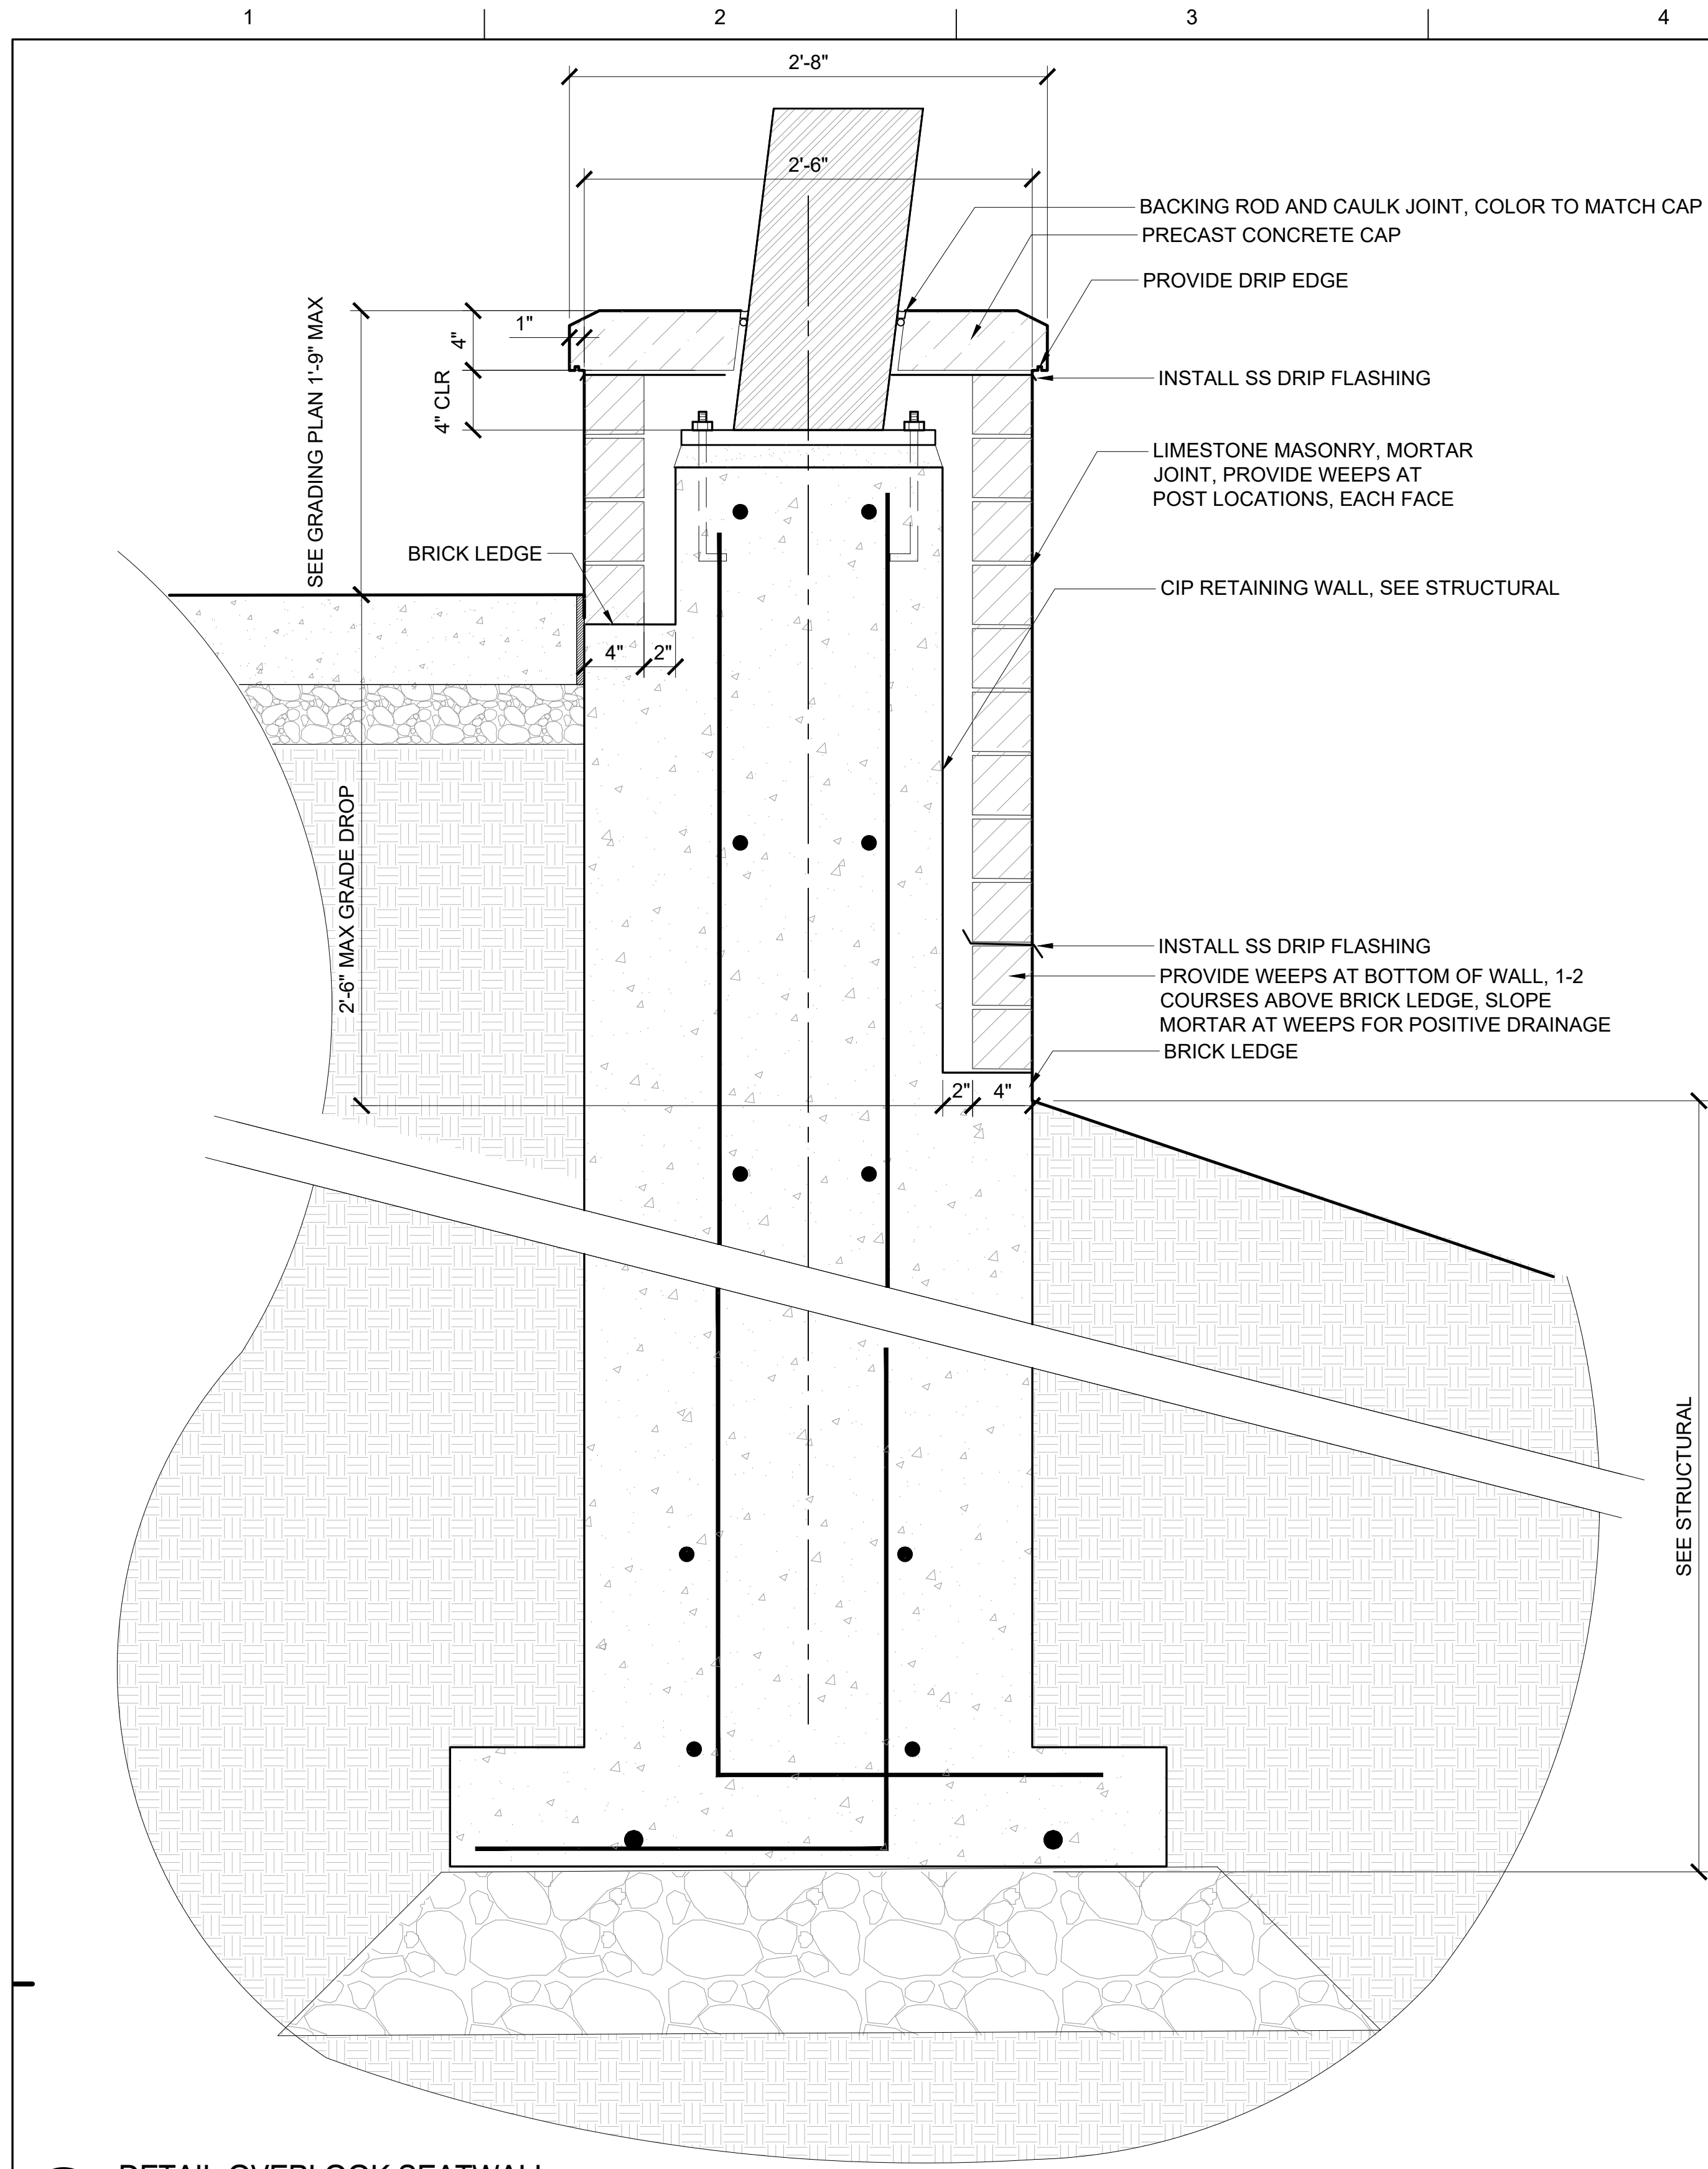 1 2 3 4
2'-8"
2'-6"
BACKING ROD AND CAULK JOINT, COLOR TO MATCH CAP
PRECAST CONCRETE CAP
PROVIDE DRIP EDGE
SEE GRADING PLAN 1'-9" MAX
1"
4"
4" CLR
INSTALL SS DRIP FLASHING
LIMESTONE MASONRY, MORTAR
JOINT, PROVIDE WEEPS AT
POST LOCATIONS, EACH FACE
BRICK LEDGE
CIP RETAINING WALL, SEE STRUCTURAL
4" 2"
2'-6" MAX GRADE DROP
INSTALL SS DRIP FLASHING
PROVIDE WEEPS AT BOTTOM OF WALL, 1-2
COURSES ABOVE BRICK LEDGE, SLOPE
MORTAR AT WEEPS FOR POSITIVE DRAINAGE
BRICK LEDGE
2" 4"
SEE STRUCTURAL
DETAIL OVERLOOK SEATWALL